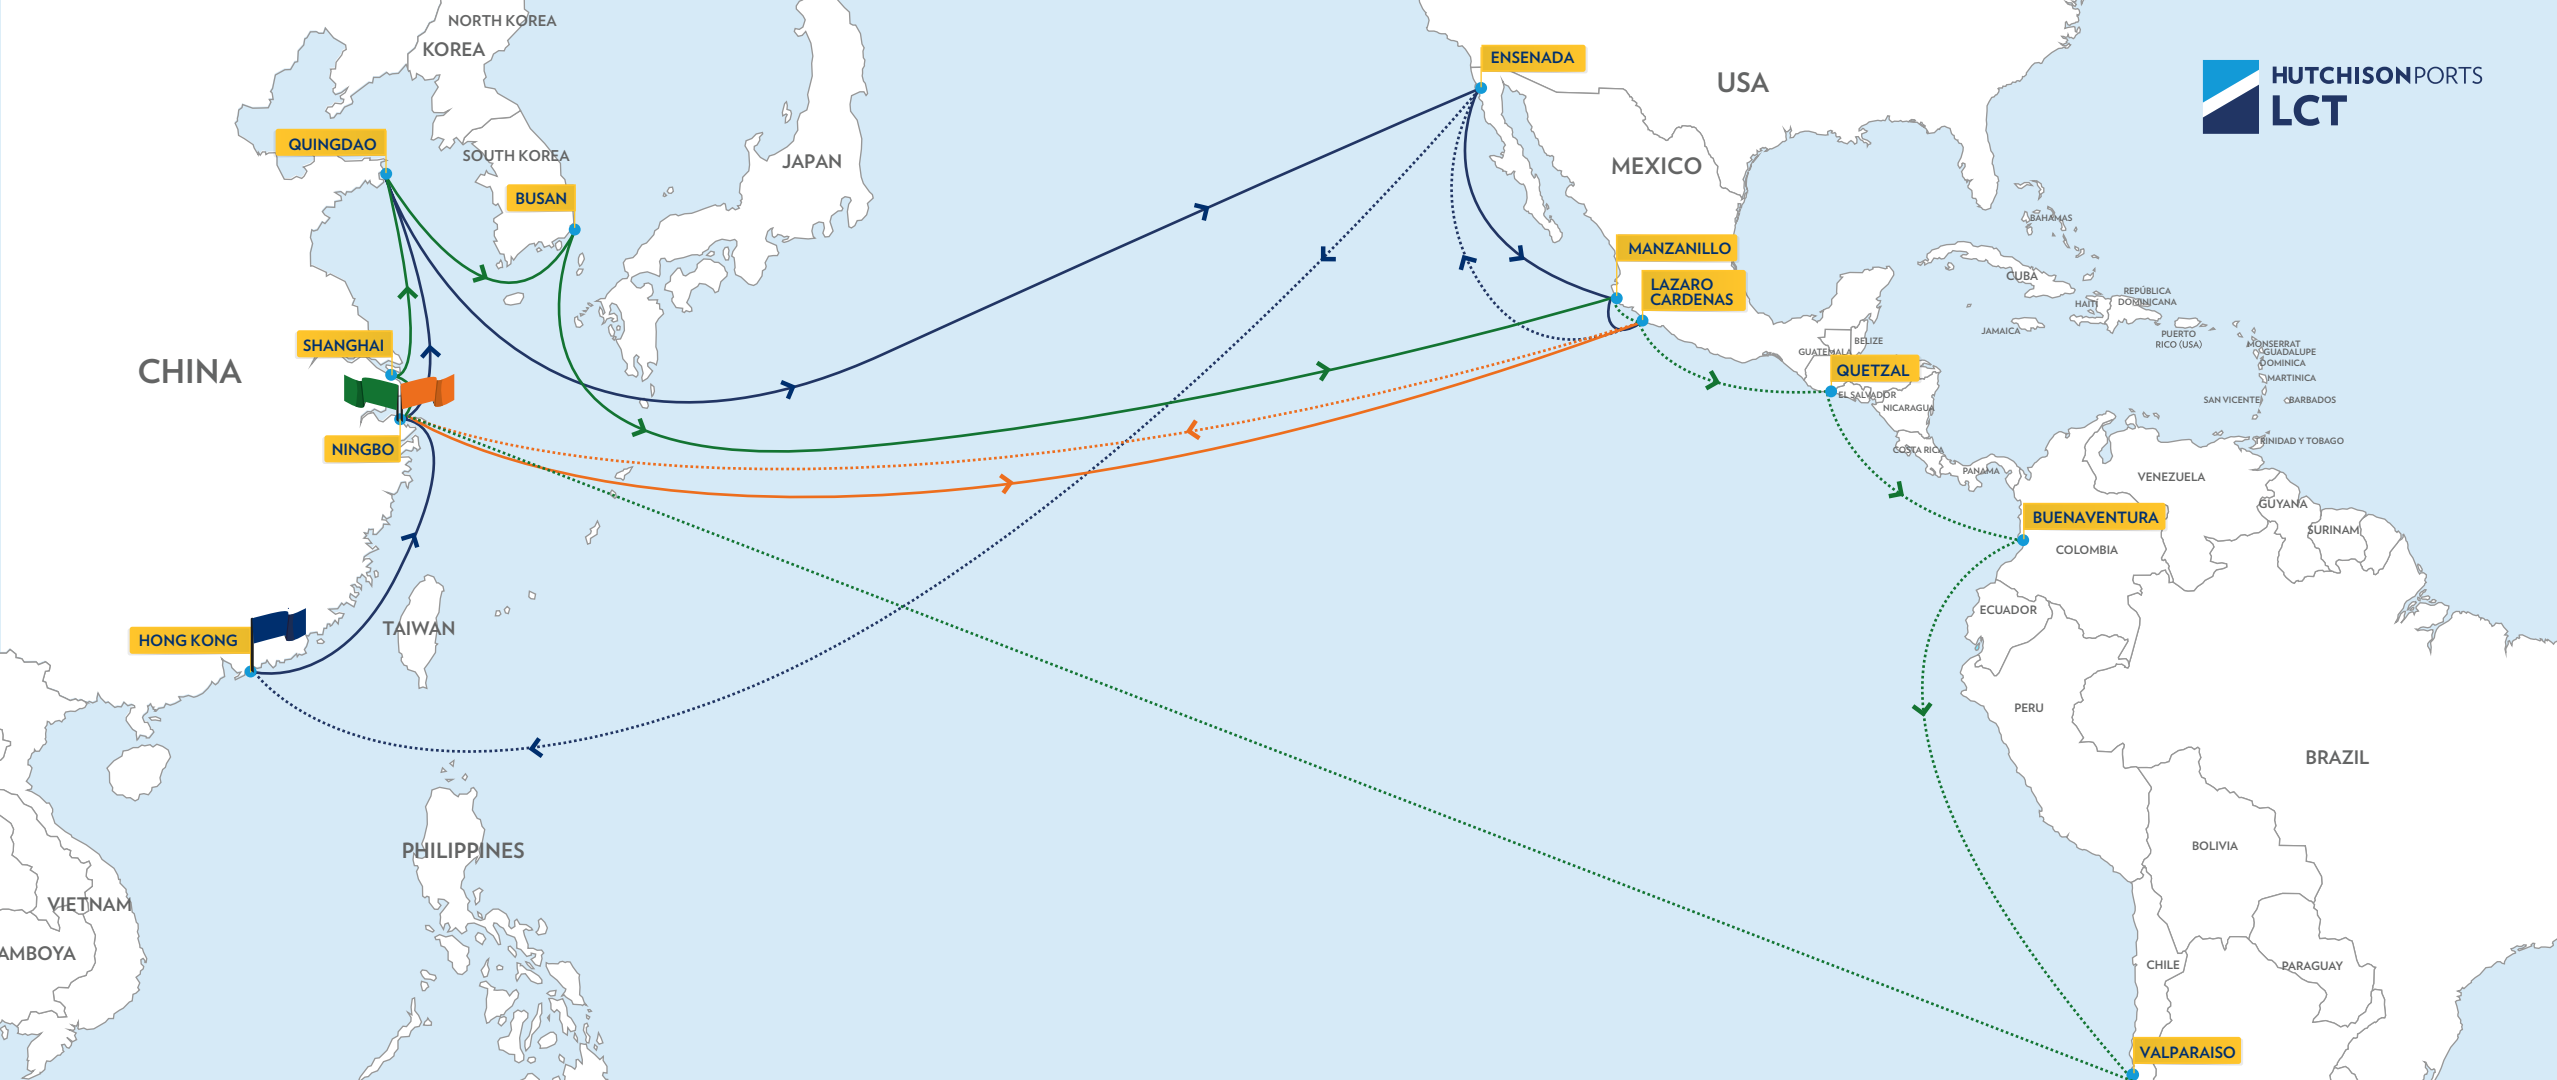 NORTH KOREA
KOREA
ENSENADA
USA
HUTCHISONPORTS
LCT
QUINGDAO
SOUTH KOREA
JAPAN
MEXICO
BUSAN
BAHAMAS
MANZANILLO
LAZARO
CARDENAS
CUBA
HAITÍ
REPÚBLICA
DOMINICANA
JAMAICA
PUERTO
RICO (USA)
SHANGHAI
CHINA
BELIZE
GUATEMALA
MONSERRAT
GUADALUPE
DOMINICA
QUETZAL
MARTINICA
EL SALVADOR
SAN VICENTE
BARBADOS
NICARAGUA
NINGBO
COSTA RICA
TRINIDAD Y TOBAGO
PANAMA
VENEZUELA
GUYANA
BUENAVENTURA
SURINAM
COLOMBIA
ECUADOR
TAIWAN
HONG KONG
PERU
BRAZIL
PHILIPPINES
BOLIVIA
VIETNAM
AMBOYA
CHILE
PARAGUAY
VALPARAISO